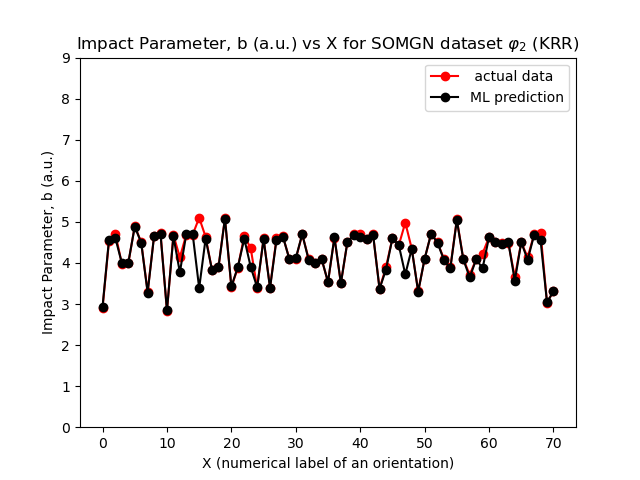 Impact Parameter, b (a.u.) vs X for SOMGN dataset φ₂ (KRR)
actual data
ML prediction
Impact Parameter, b (a.u.)
9
8
7
6
5
4
3
2
1
0
0 10 20 30 40 50 60 70
X (numerical label of an orientation)